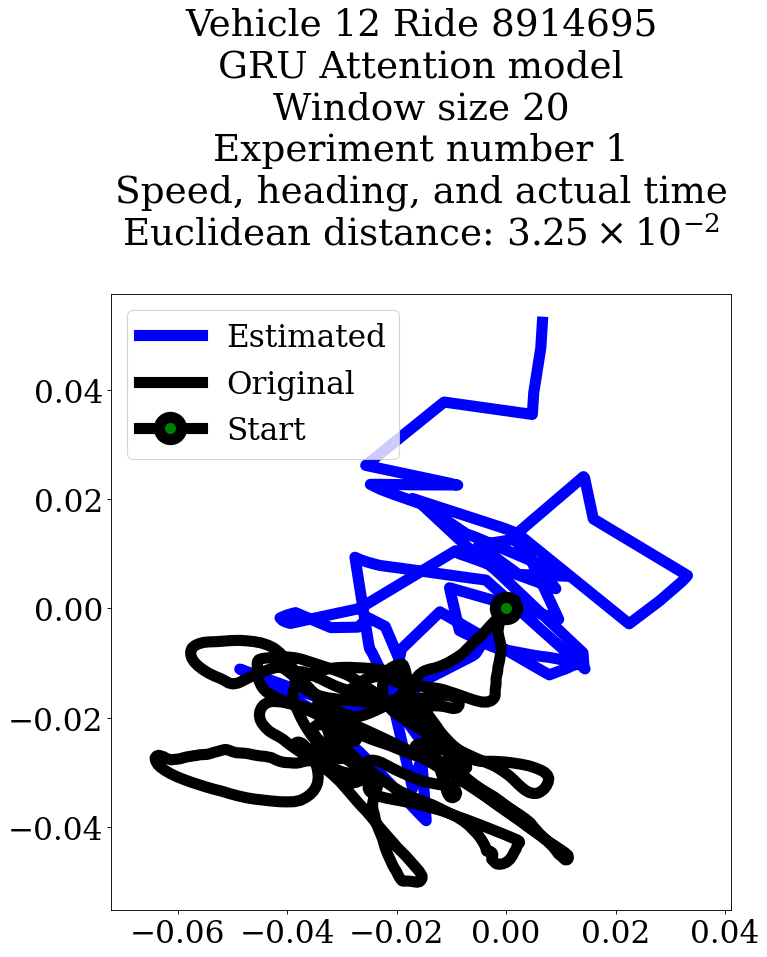 Vehicle 12 Ride 8914695
GRU Attention model
Window size 20
Experiment number 1
Speed, heading, and actual time
Euclidean distance: 3.25 × 10⁻²
Estimated
Original
Start
0.04
0.02
0.00
−0.02
−0.04
−0.06 −0.04 −0.02 0.00 0.02 0.04